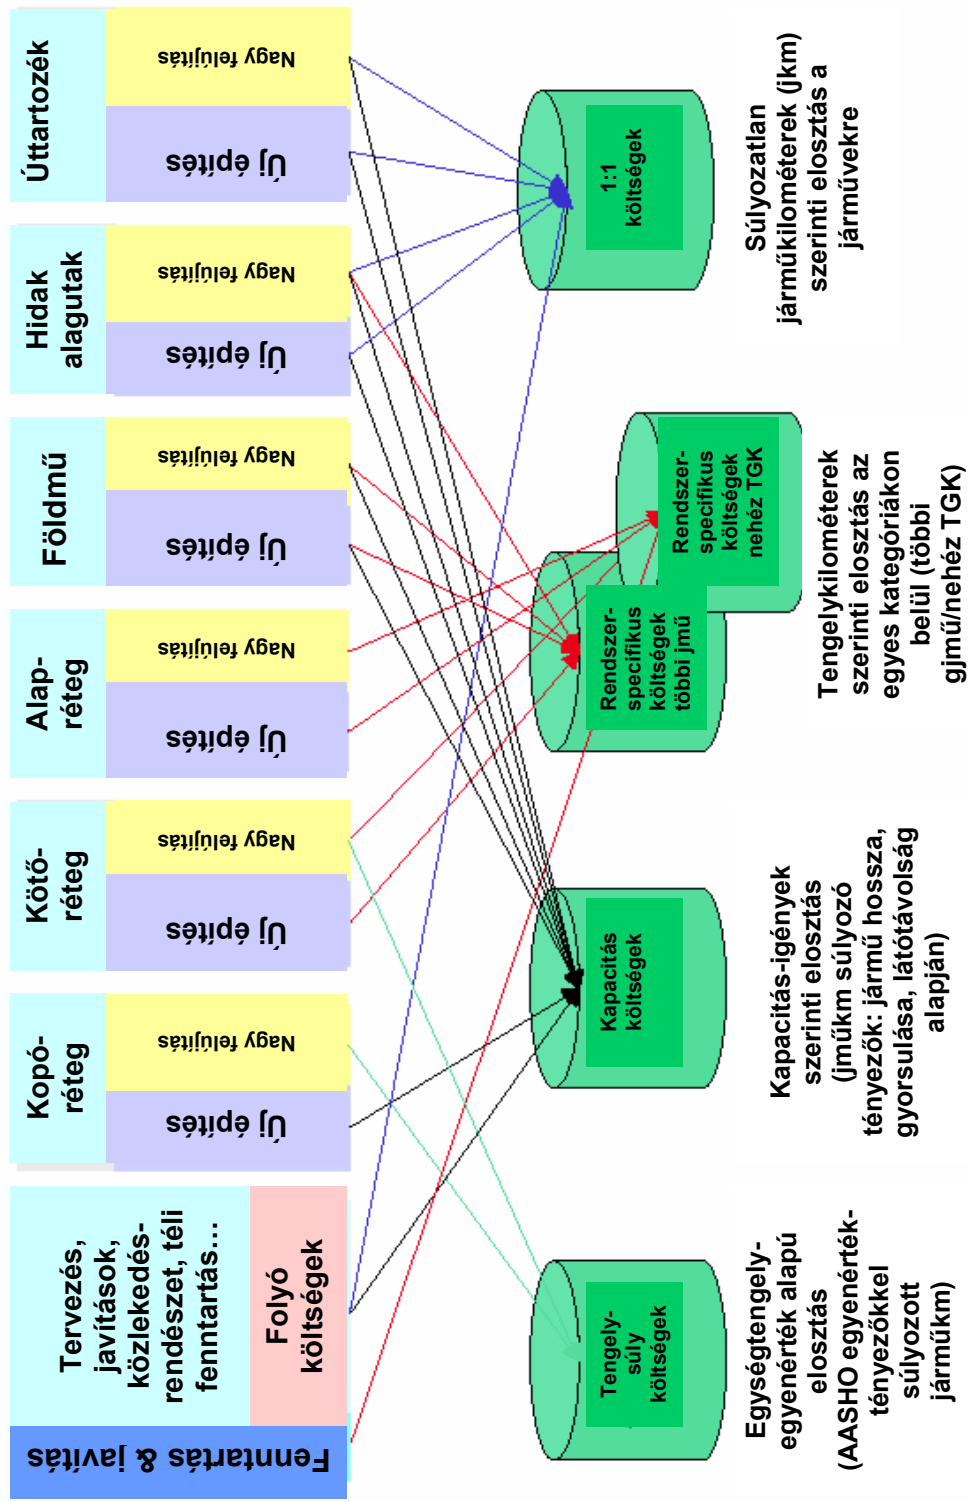 Fenntartás & javítás
Tervezés,
javítások,
közlekedés-
rendészet, téli
fenntartás…
Folyó
költségek
Kopó-
réteg
Új építés
Nagy felújítás
Kötő-
réteg
Új építés
Nagy felújítás
Alap-
réteg
Új építés
Nagy felújítás
Földmű
Új építés
Nagy felújítás
Hidak
alagutak
Új építés
Nagy felújítás
Úttartozék
Új építés
Nagy felújítás
Tengely-
súly
költségek
Kapacitás
költségek
Rendszer-
specifikus
költségek
többi jmű
Rendszer-
specifikus
költségek
nehéz TGK
1:1
költségek
Egységtengely-
egyenérték alapú
elosztás
(AASHO egyenérték-
tényezőkkel
súlyozott
járműkm)
Kapacitás-igények
szerinti elosztás
(jműkm súlyozó
tényezők: jármű hossza,
gyorsulása, látótávolság
alapján)
Tengelykilométerek
szerinti elosztás az
egyes kategóriákon
belül (többi
gjmű/nehéz TGK)
Súlyozatlan
járműkilométerek (jkm)
szerinti elosztás a
járművekre